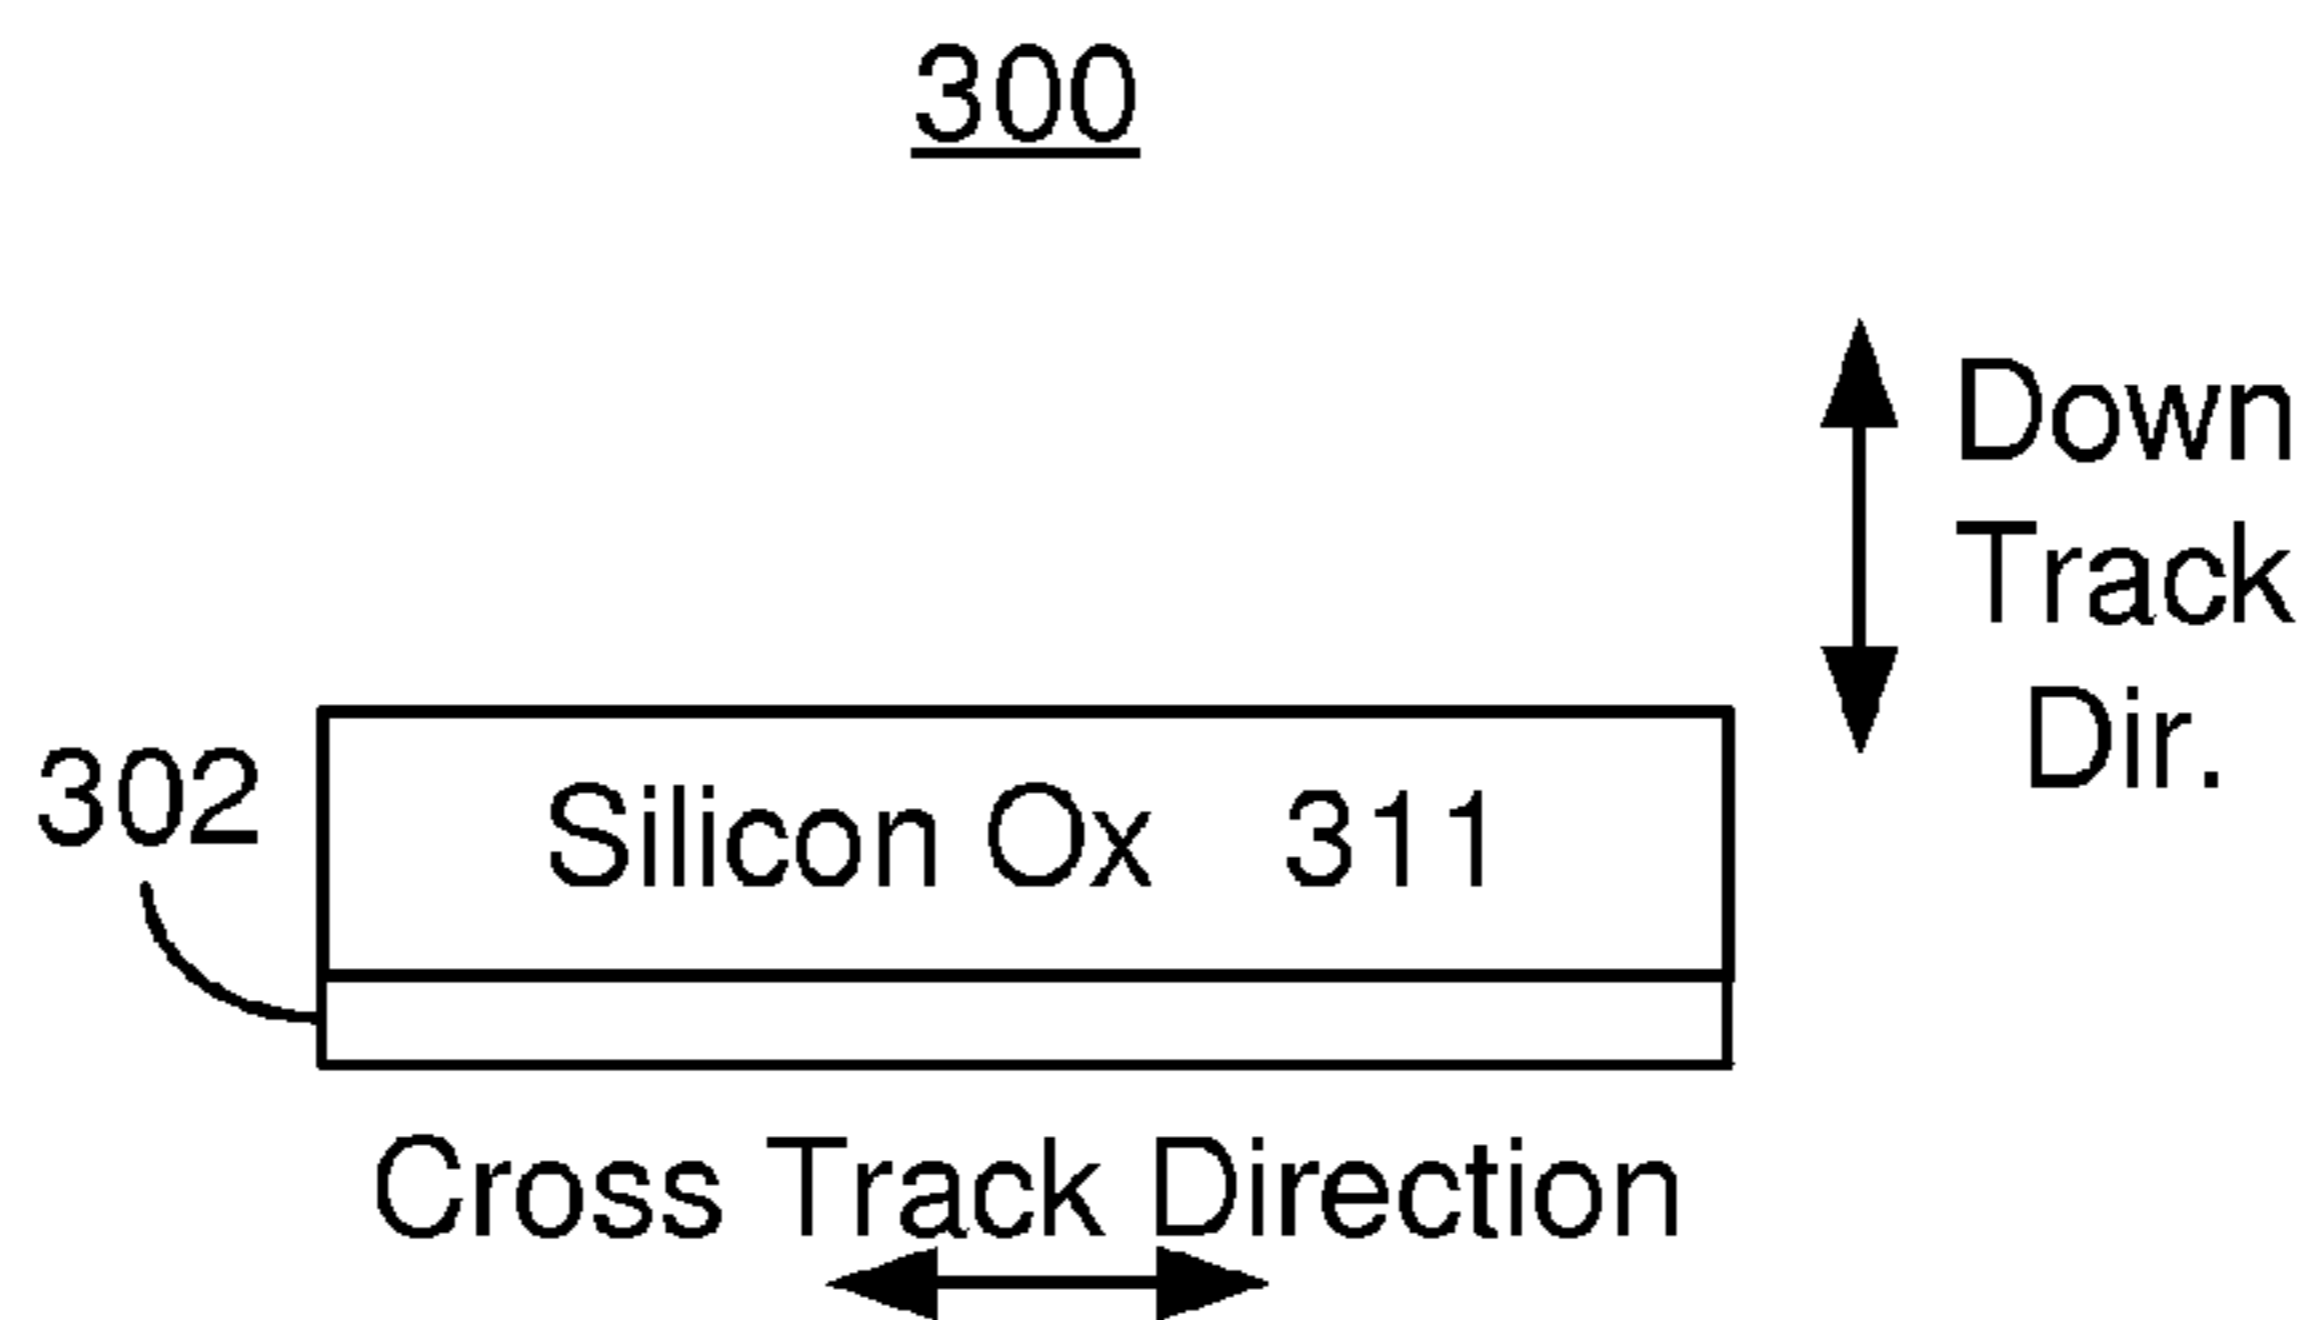 300
Down
Track
Dir.
302
Silicon Ox 311
Cross Track Direction